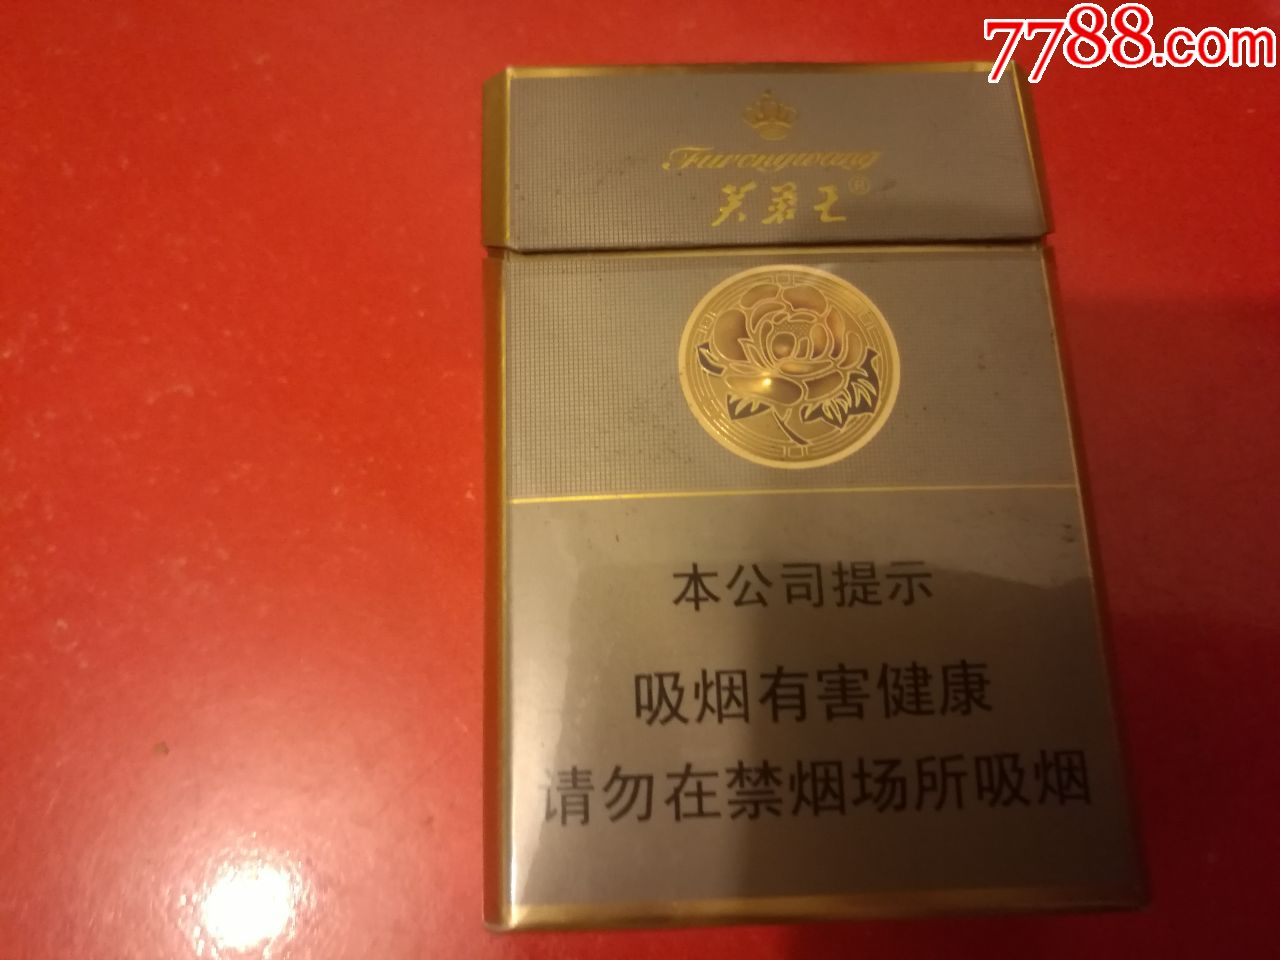 7788.com
Furongwang
芙蓉王®
本公司提示
吸烟有害健康
请勿在禁烟场所吸烟